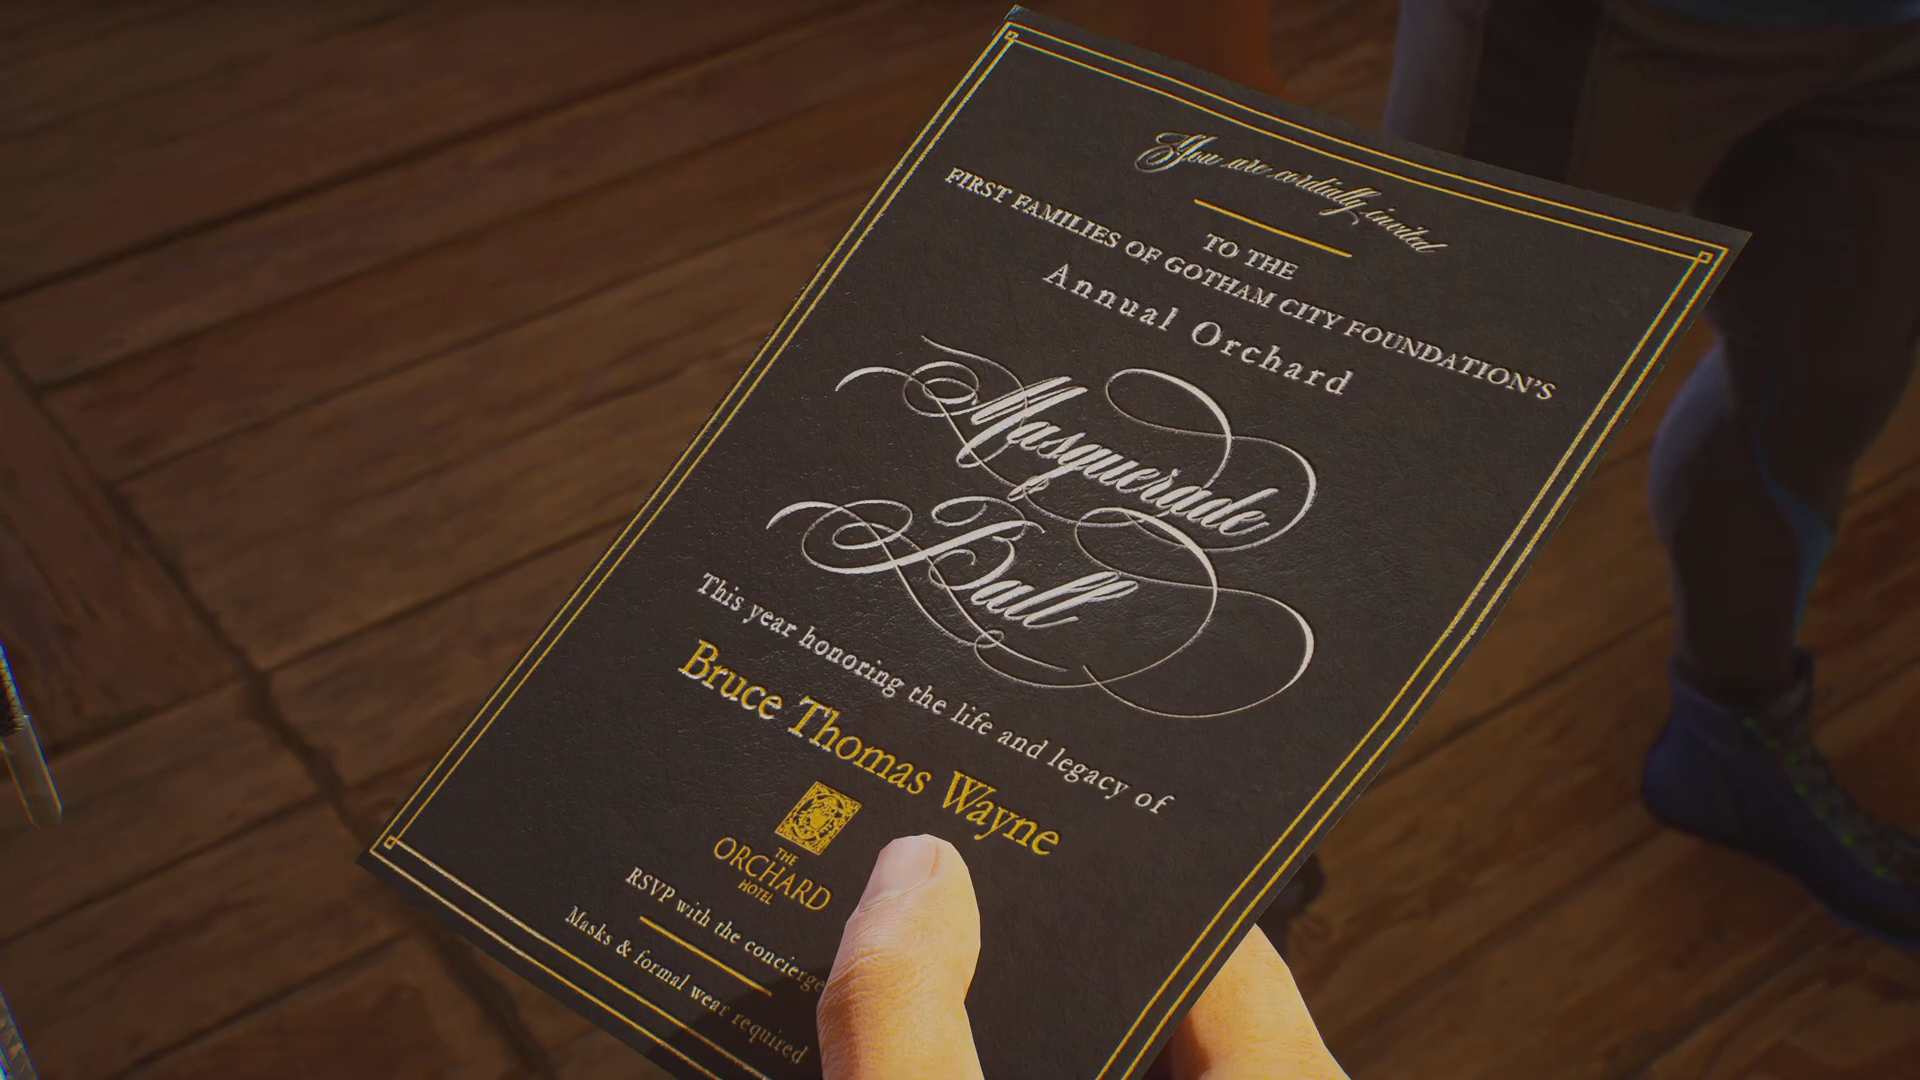 You are cordially invited
TO THE
FIRST FAMILIES OF GOTHAM CITY FOUNDATION'S
Annual Orchard
Masquerade
Ball
This year honoring the life and legacy of
Bruce Thomas Wayne
THE
ORCHARD
HOTEL
RSVP with the concierge
Masks & formal wear required